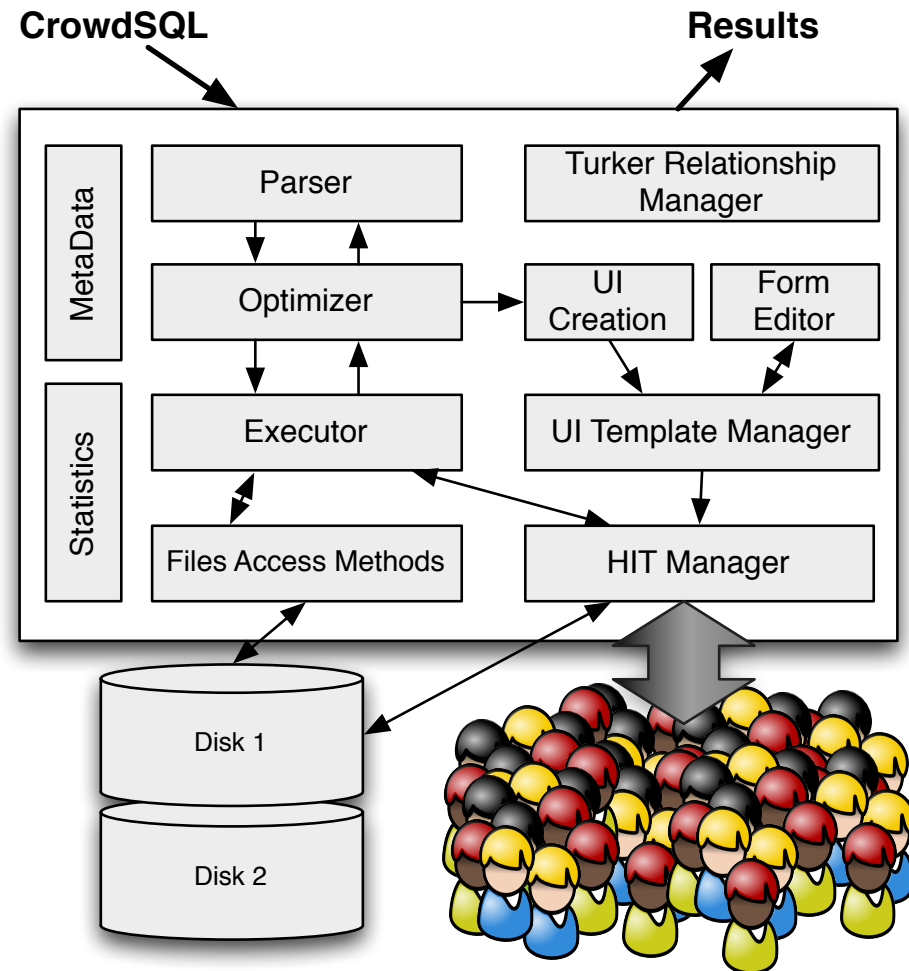 CrowdSQL
Results
MetaData
Statistics
Parser
Turker Relationship
Manager
Optimizer
UI
Creation
Form
Editor
Executor
UI Template Manager
Files Access Methods
HIT Manager
Disk 1
Disk 2